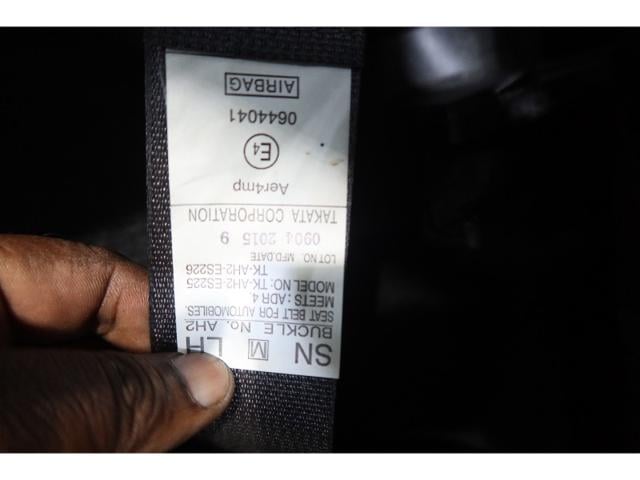 SN M LH
BUCKLE No. AH2
SEAT BELT FOR AUTOMOBILES.
MEETS: ADR 4
MODEL NO: TK-AH2-ES225
TK-AH2-ES226
LOT NO. MFD.DATE
0904 2015 9
TAKATA CORPORATION
Aer4mp
E4
0644041
AIRBAG